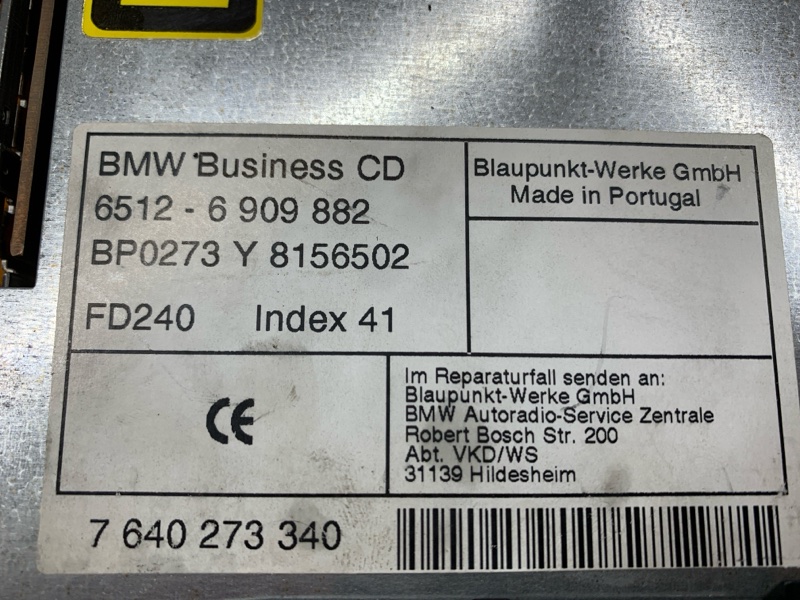 BMW Business CD
6512 - 6 909 882
BP0273 Y 8156502
FD240 Index 41
Blaupunkt-Werke GmbH
Made in Portugal
CE
Im Reparaturfall senden an:
Blaupunkt-Werke GmbH
BMW Autoradio-Service Zentrale
Robert Bosch Str. 200
Abt. VKD/WS
31139 Hildesheim
7 640 273 340